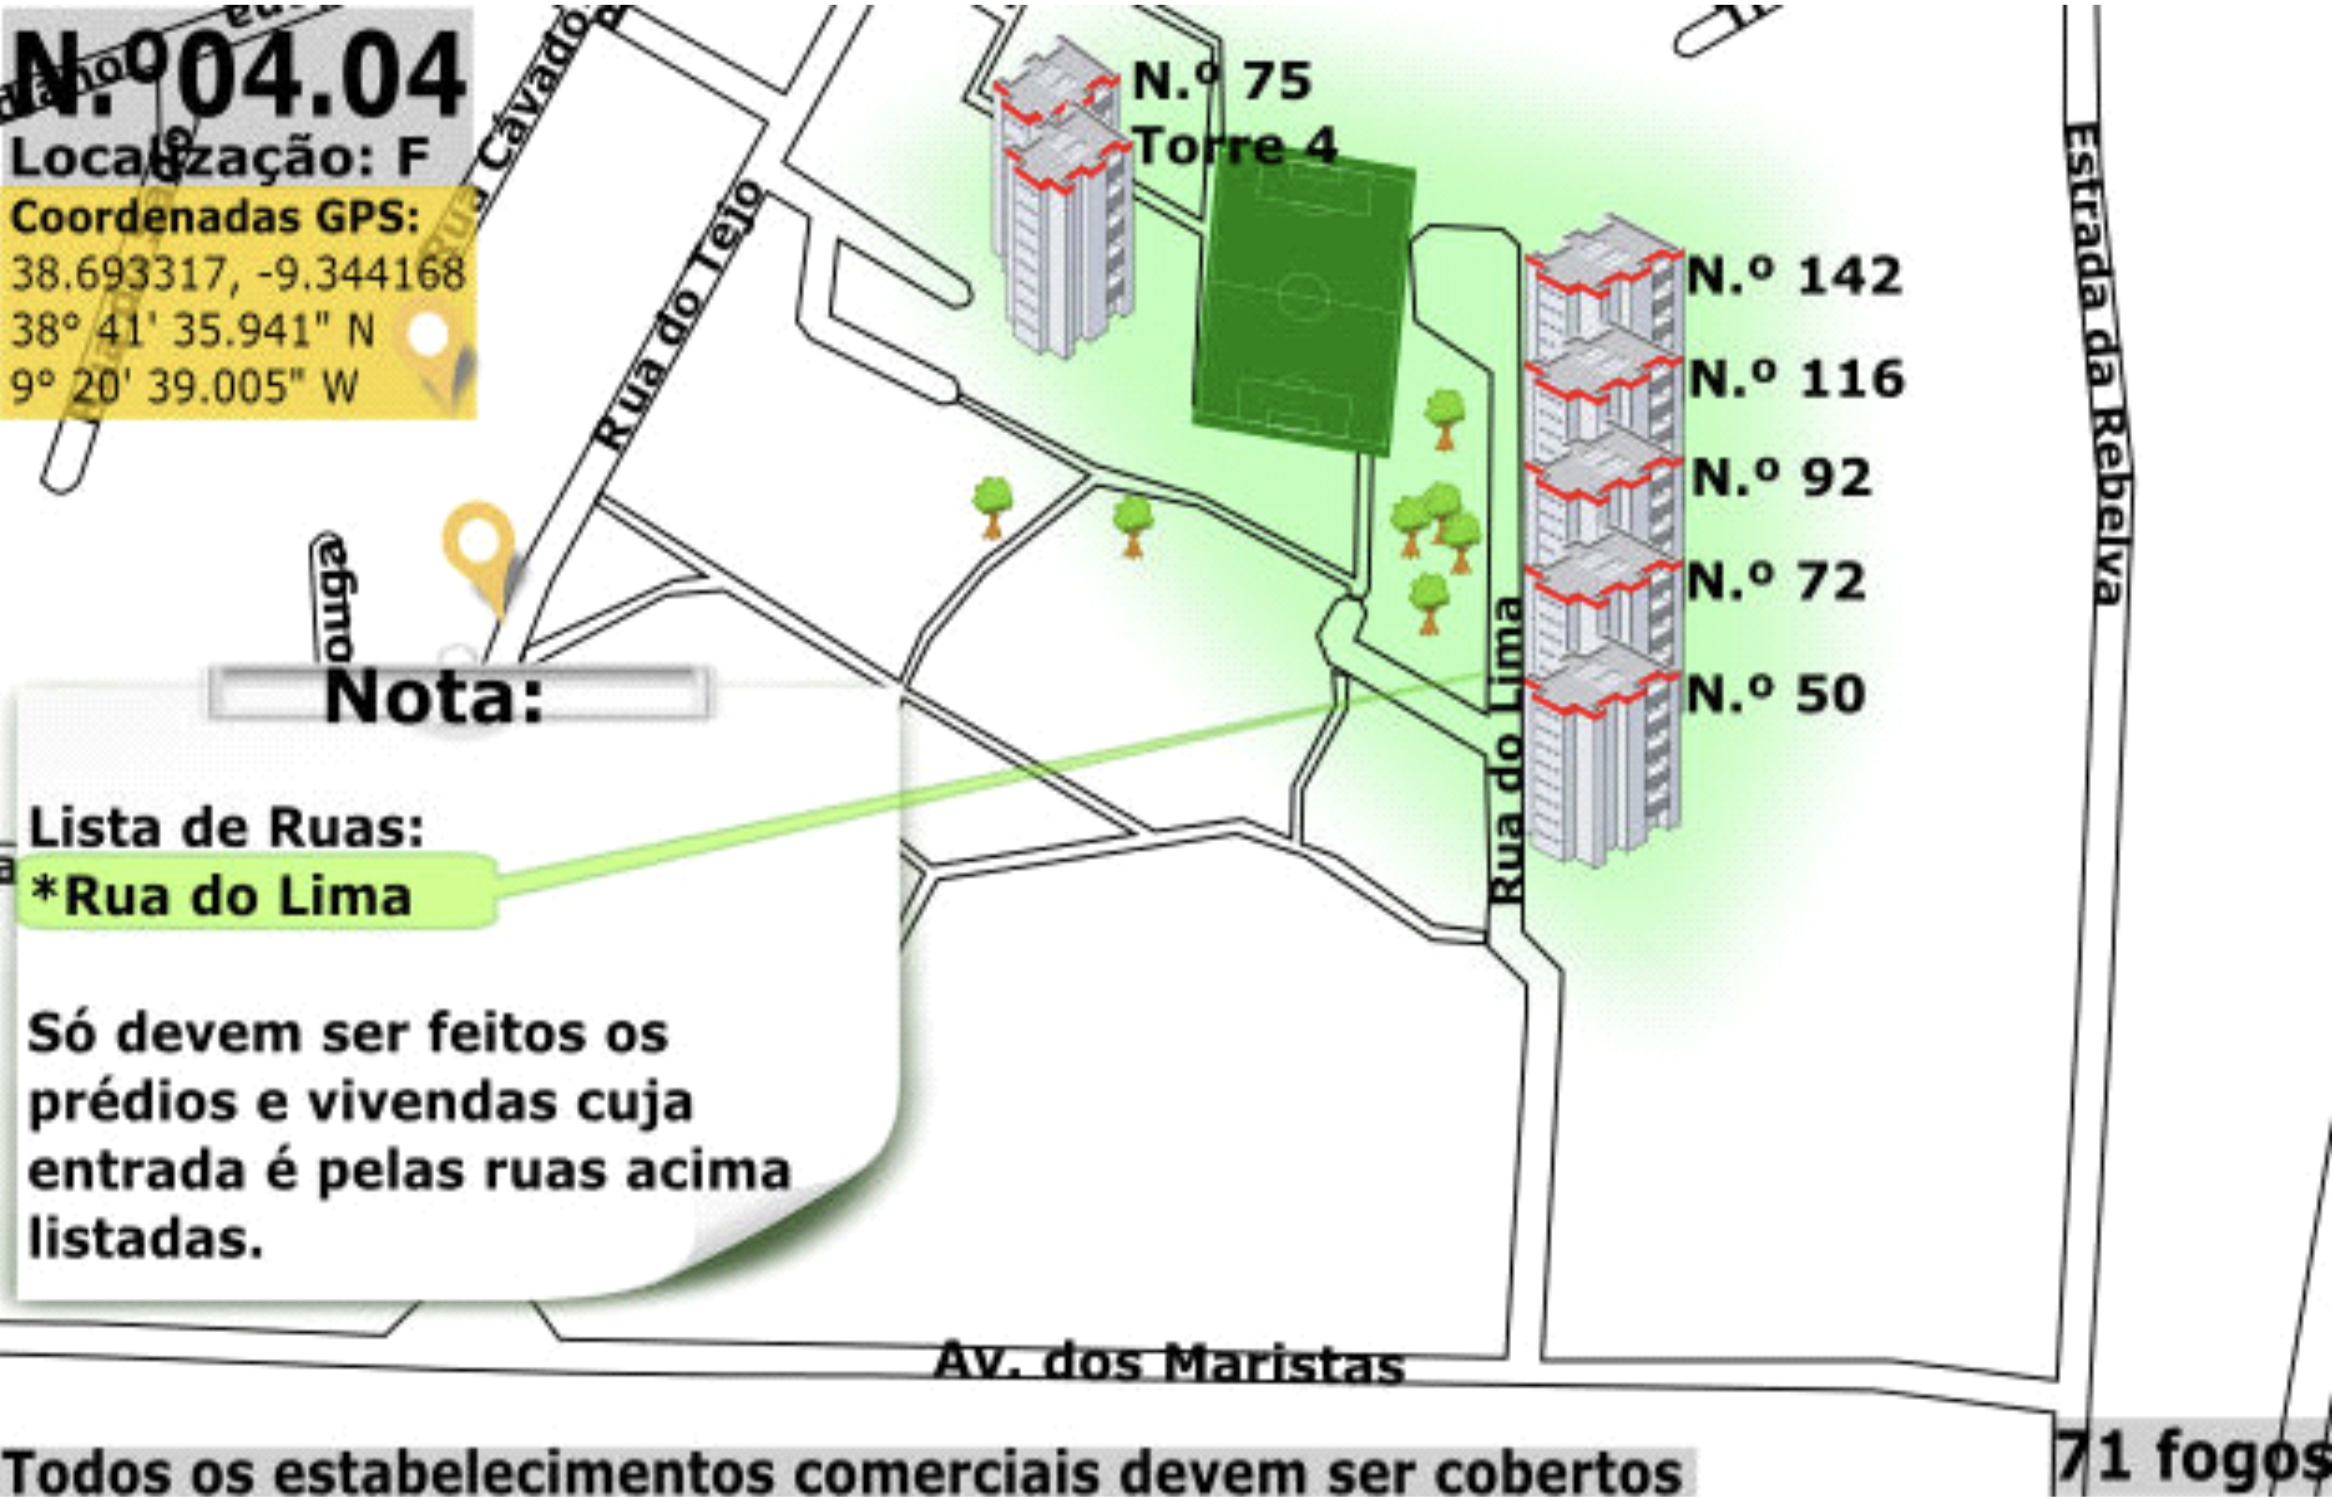 N.º 04.04
Localização: F
Coordenadas GPS:
38.693317, -9.344168
38° 41' 35.941" N
9° 20' 39.005" W
Rua Cávado
Rua do Tejo
N.º 75
Torre 4
N.º 142
N.º 116
N.º 92
N.º 72
N.º 50
Rua do Lima
Estrada da Rebelva
ouga
Nota:
Lista de Ruas:
*Rua do Lima
Só devem ser feitos os
prédios e vivendas cuja
entrada é pelas ruas acima
listadas.
Av. dos Maristas
Todos os estabelecimentos comerciais devem ser cobertos
71 fogos